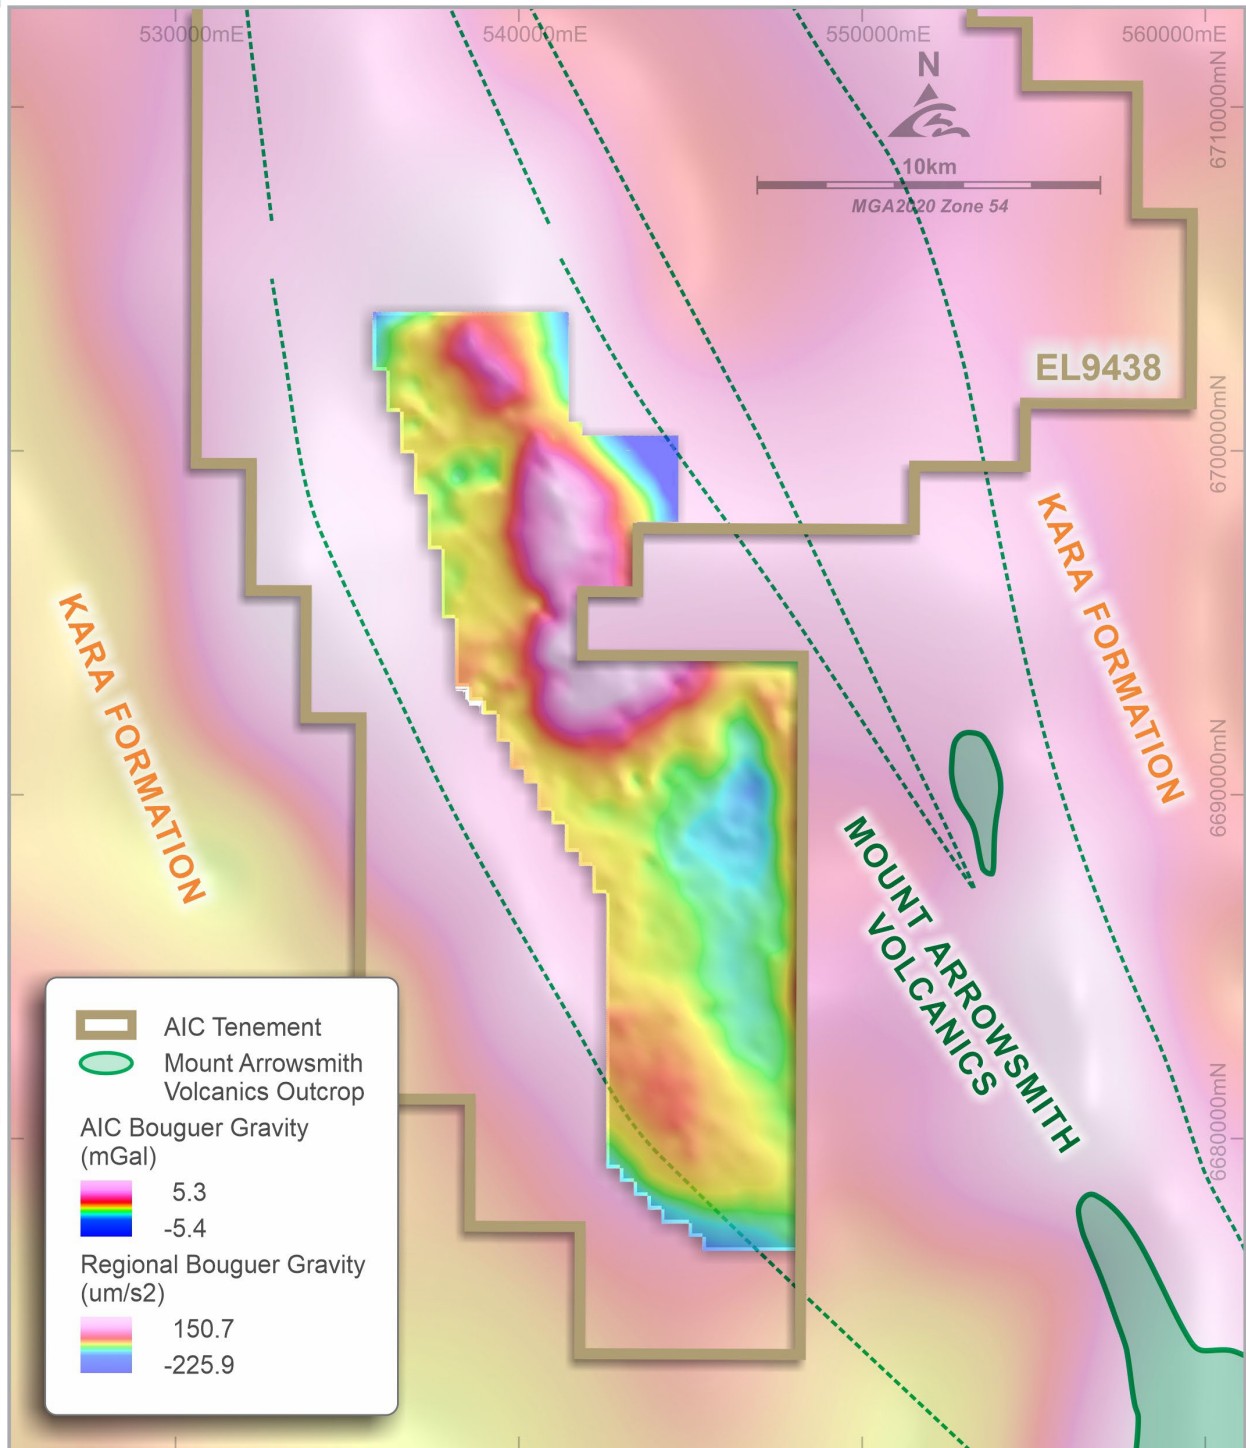 530000mE
540000mE
550000mE
560000mE
N
10km
MGA2020 Zone 54
6710000mN
EL9438
6700000mN
KARA FORMATION
KARA FORMATION
6690000mN
MOUNT ARROWSMITH
VOLCANICS
6680000mN
AIC Tenement
Mount Arrowsmith
Volcanics Outcrop
AIC Bouguer Gravity
(mGal)
5.3
-5.4
Regional Bouguer Gravity
(um/s2)
150.7
-225.9